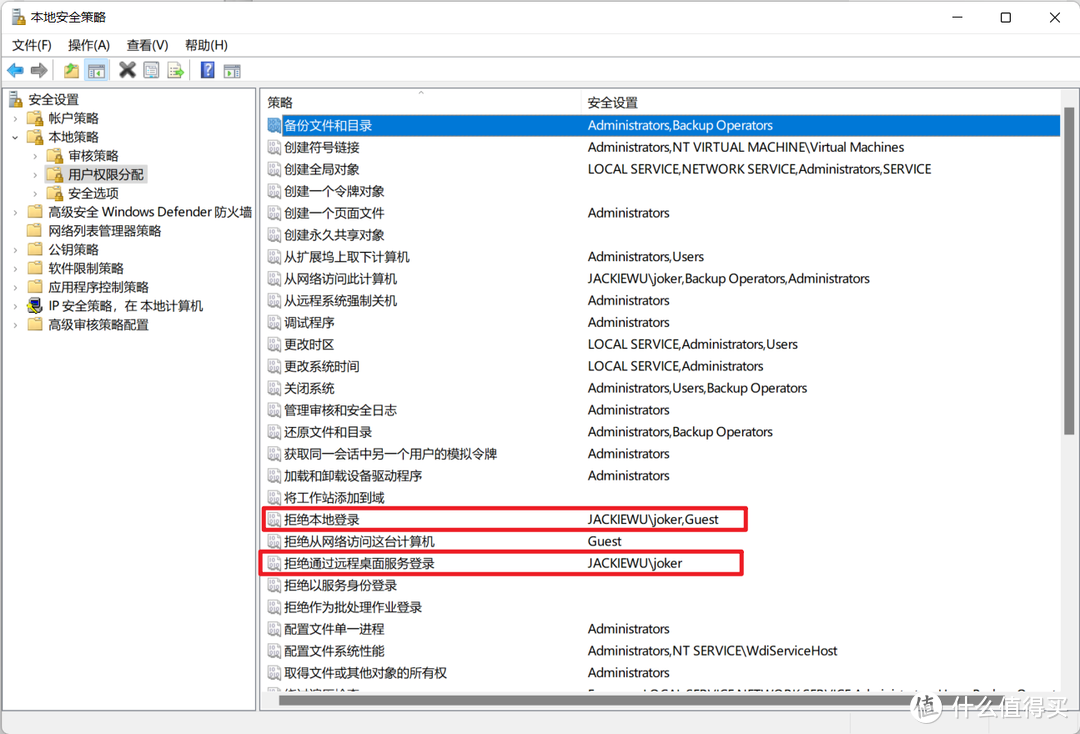 本地安全策略
文件(F) 操作(A) 查看(V) 帮助(H)
安全设置
帐户策略
本地策略
审核策略
用户权限分配
安全选项
高级安全 Windows Defender 防火墙
网络列表管理器策略
公钥策略
软件限制策略
应用程序控制策略
IP 安全策略，在 本地计算机
高级审核策略配置
策略 安全设置
备份文件和目录 Administrators,Backup Operators
创建符号链接 Administrators,NT VIRTUAL MACHINE\Virtual Machines
创建全局对象 LOCAL SERVICE,NETWORK SERVICE,Administrators,SERVICE
创建一个令牌对象
创建一个页面文件 Administrators
创建永久共享对象
从扩展坞上取下计算机 Administrators,Users
从网络访问此计算机 JACKIEWU\joker,Backup Operators,Administrators
从远程系统强制关机 Administrators
调试程序 Administrators
更改时区 LOCAL SERVICE,Administrators,Users
更改系统时间 LOCAL SERVICE,Administrators
关闭系统 Administrators,Users,Backup Operators
管理审核和安全日志 Administrators
还原文件和目录 Administrators,Backup Operators
获取同一会话中另一个用户的模拟令牌 Administrators
加载和卸载设备驱动程序 Administrators
将工作站添加到域
拒绝本地登录 JACKIEWU\joker,Guest
拒绝从网络访问这台计算机 Guest
拒绝通过远程桌面服务登录 JACKIEWU\joker
拒绝以服务身份登录
拒绝作为批处理作业登录
配置文件单一进程 Administrators
配置文件系统性能 Administrators,NT SERVICE\WdiServiceHost
取得文件或其他对象的所有权 Administrators
值 什么值得买